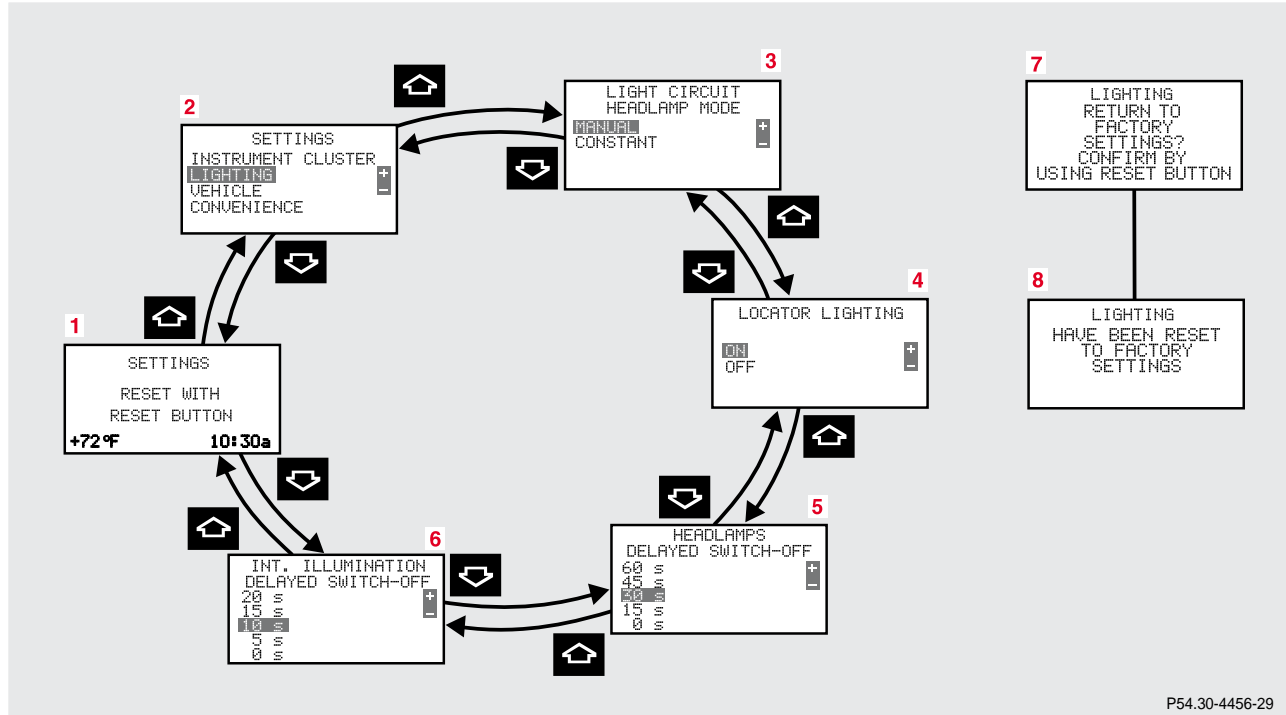 1
SETTINGS
RESET WITH
RESET BUTTON
+72°F 10:30a
2
SETTINGS
INSTRUMENT CLUSTER
LIGHTING +
VEHICLE –
CONVENIENCE
3
LIGHT CIRCUIT
HEADLAMP MODE
MANUAL +
CONSTANT –
4
LOCATOR LIGHTING
ON +
OFF –
5
HEADLAMPS
DELAYED SWITCH-OFF
60 s +
45 s –
30 s
15 s
0 s
6
INT. ILLUMINATION
DELAYED SWITCH-OFF
20 s +
15 s –
10 s
5 s
0 s
7
LIGHTING
RETURN TO
FACTORY
SETTINGS?
CONFIRM BY
USING RESET BUTTON
8
LIGHTING
HAVE BEEN RESET
TO FACTORY
SETTINGS
P54.30-4456-29